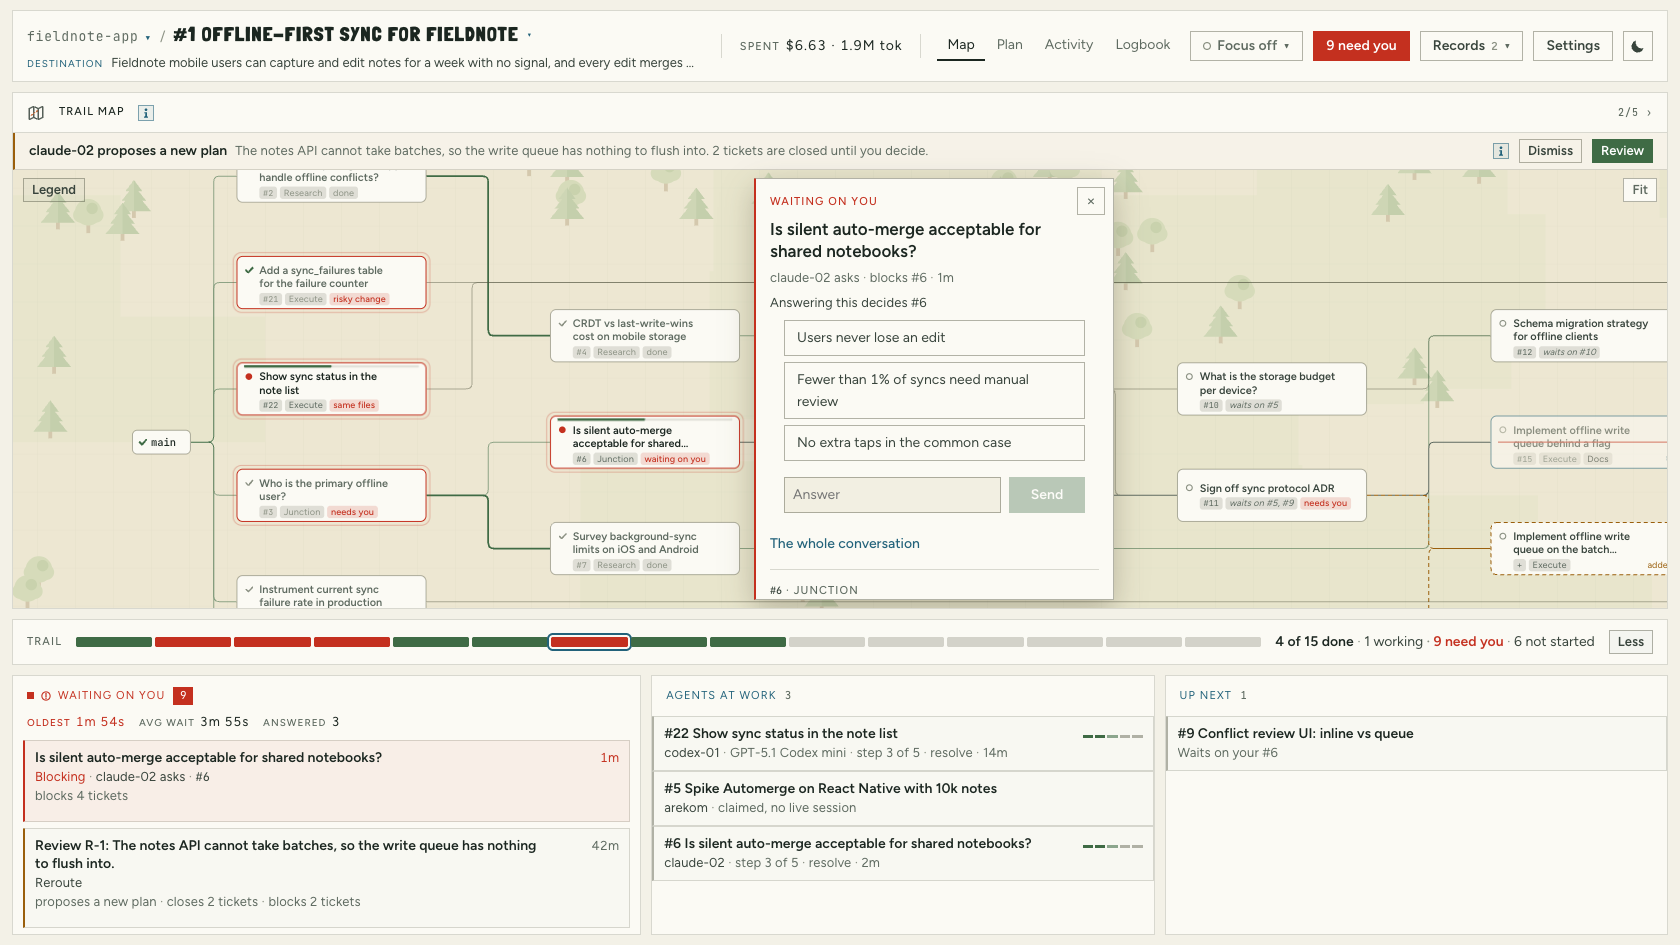 fieldnote-app ▾ / #1 OFFLINE-FIRST SYNC FOR FIELDNOTE ▾
DESTINATION Fieldnote mobile users can capture and edit notes for a week with no signal, and every edit merges ...
SPENT $6.63 · 1.9M tok
Map
Plan
Activity
Logbook
Focus off ▾
9 need you
Records 2 ▾
Settings
TRAIL MAP i
2/5 ›
claude-02 proposes a new plan The notes API cannot take batches, so the write queue has nothing to flush into. 2 tickets are closed until you decide.
i
Dismiss
Review
Legend
Fit
handle offline conflicts?
#2 Research done
Add a sync_failures table
for the failure counter
#21 Execute risky change
Show sync status in the
note list
#22 Execute same files
main
Who is the primary offline
user?
#3 Junction needs you
Instrument current sync
failure rate in production
CRDT vs last-write-wins
cost on mobile storage
#4 Research done
Is silent auto-merge
acceptable for shared...
#6 Junction waiting on you
Survey background-sync
limits on iOS and Android
#7 Research done
WAITING ON YOU
×
Is silent auto-merge acceptable for
shared notebooks?
claude-02 asks · blocks #6 · 1m
Answering this decides #6
Users never lose an edit
Fewer than 1% of syncs need manual
review
No extra taps in the common case
Answer
Send
The whole conversation
#6 · JUNCTION
What is the storage budget
per device?
#10 waits on #5
Sign off sync protocol ADR
#11 waits on #5, #9 needs you
Schema migration strategy
for offline clients
#12 waits on #10
Implement offline write
queue behind a flag
#15 Execute Docs
Implement offline write
queue on the batch...
+ Execute adde
TRAIL
4 of 15 done · 1 working · 9 need you · 6 not started
Less
WAITING ON YOU 9
OLDEST 1m 54s AVG WAIT 3m 55s ANSWERED 3
Is silent auto-merge acceptable for shared notebooks? 1m
Blocking · claude-02 asks · #6
blocks 4 tickets
Review R-1: The notes API cannot take batches, so the write queue has nothing 42m
to flush into.
Reroute
proposes a new plan · closes 2 tickets · blocks 2 tickets
AGENTS AT WORK 3
#22 Show sync status in the note list
codex-01 · GPT-5.1 Codex mini · step 3 of 5 · resolve · 14m
#5 Spike Automerge on React Native with 10k notes
arekom · claimed, no live session
#6 Is silent auto-merge acceptable for shared notebooks?
claude-02 · step 3 of 5 · resolve · 2m
UP NEXT 1
#9 Conflict review UI: inline vs queue
Waits on your #6